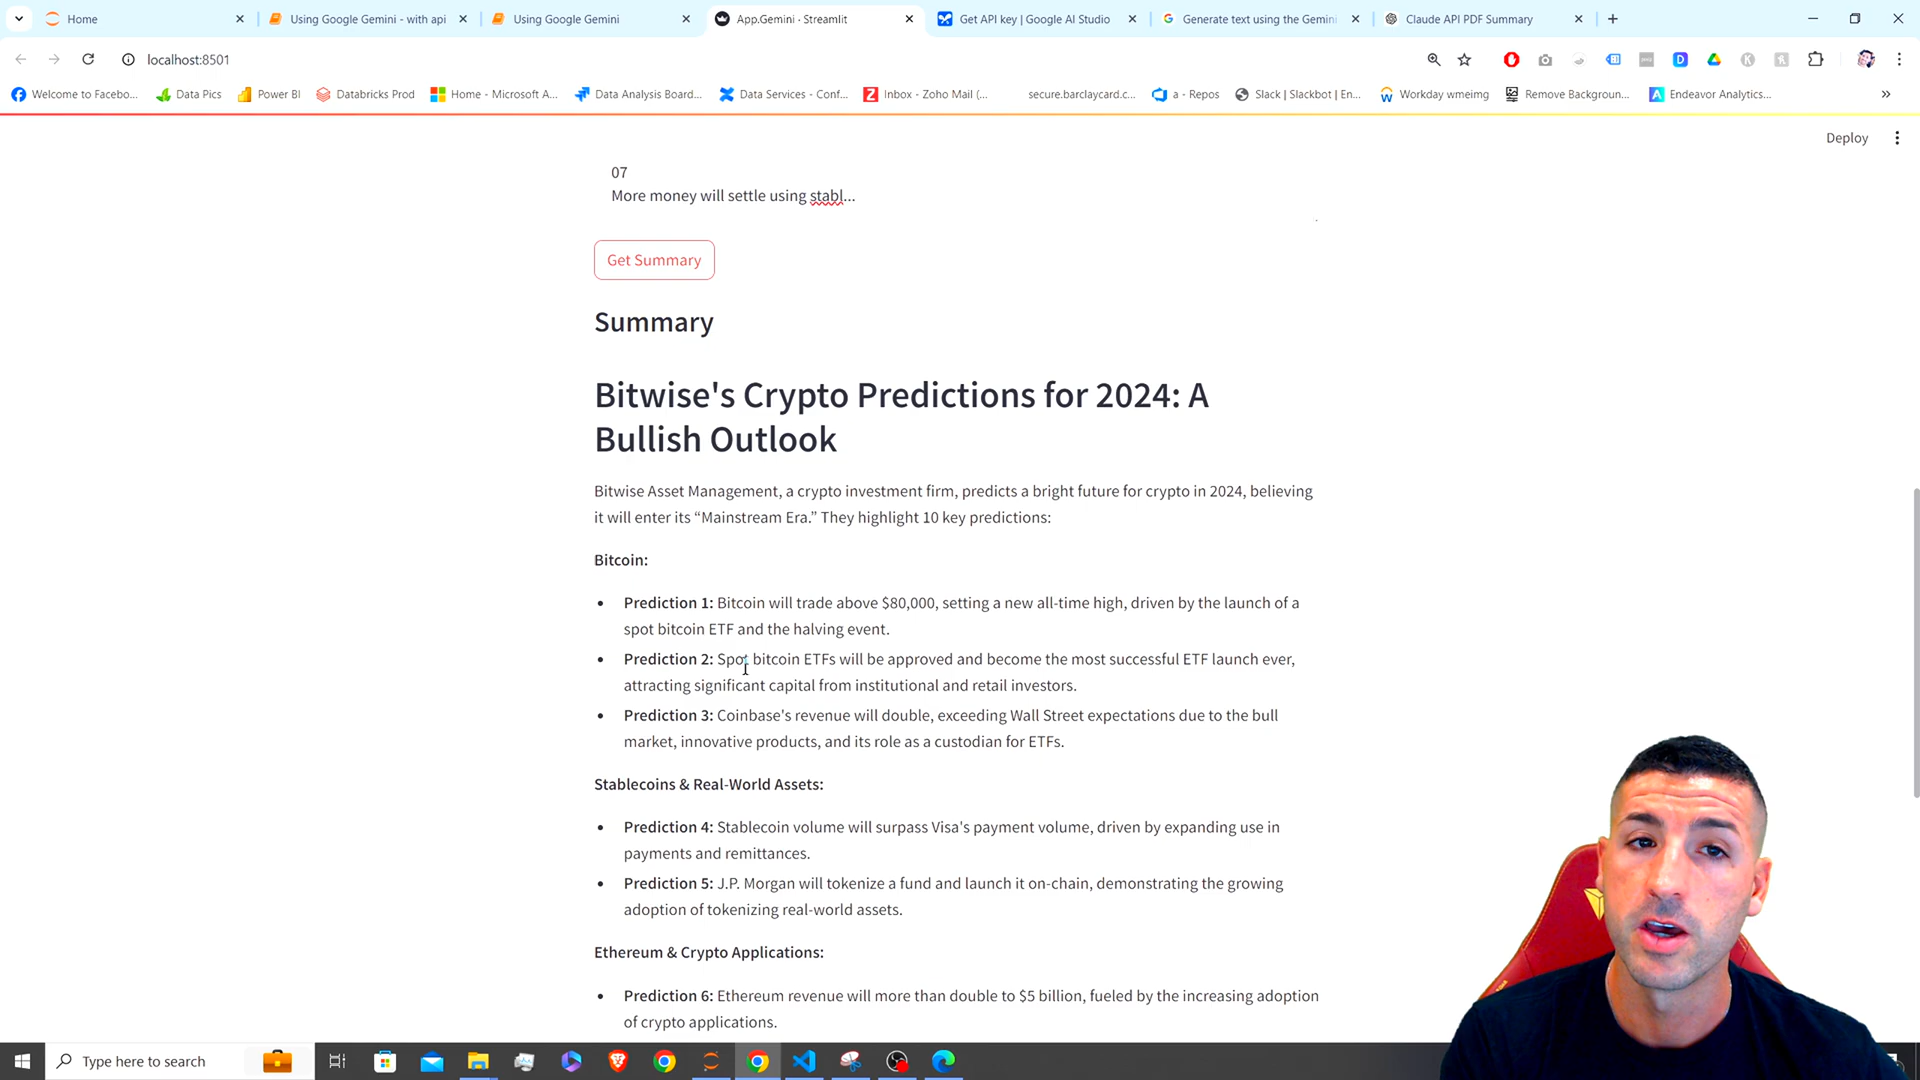 Home
Using Google Gemini - with api
Using Google Gemini
App.Gemini · Streamlit
Get API key | Google AI Studio
Generate text using the Gemini
Claude API PDF Summary
localhost:8501
Welcome to Facebo...
Data Pics
Power BI
Databricks Prod
Home - Microsoft A...
Data Analysis Board...
Data Services - Conf...
Inbox - Zoho Mail (...
secure.barclaycard.c...
a - Repos
Slack | Slackbot | En...
Workday wmeimg
Remove Backgroun...
Endeavor Analytics...
Deploy
07
More money will settle using stabl...
Get Summary
Summary
Bitwise's Crypto Predictions for 2024: A
Bullish Outlook
Bitwise Asset Management, a crypto investment firm, predicts a bright future for crypto in 2024, believing
it will enter its “Mainstream Era.” They highlight 10 key predictions:
Bitcoin:
• Prediction 1: Bitcoin will trade above $80,000, setting a new all-time high, driven by the launch of a
spot bitcoin ETF and the halving event.
• Prediction 2: Spot bitcoin ETFs will be approved and become the most successful ETF launch ever,
attracting significant capital from institutional and retail investors.
• Prediction 3: Coinbase's revenue will double, exceeding Wall Street expectations due to the bull
market, innovative products, and its role as a custodian for ETFs.
Stablecoins & Real-World Assets:
• Prediction 4: Stablecoin volume will surpass Visa's payment volume, driven by expanding use in
payments and remittances.
• Prediction 5: J.P. Morgan will tokenize a fund and launch it on-chain, demonstrating the growing
adoption of tokenizing real-world assets.
Ethereum & Crypto Applications:
• Prediction 6: Ethereum revenue will more than double to $5 billion, fueled by the increasing adoption
of crypto applications.
Type here to search